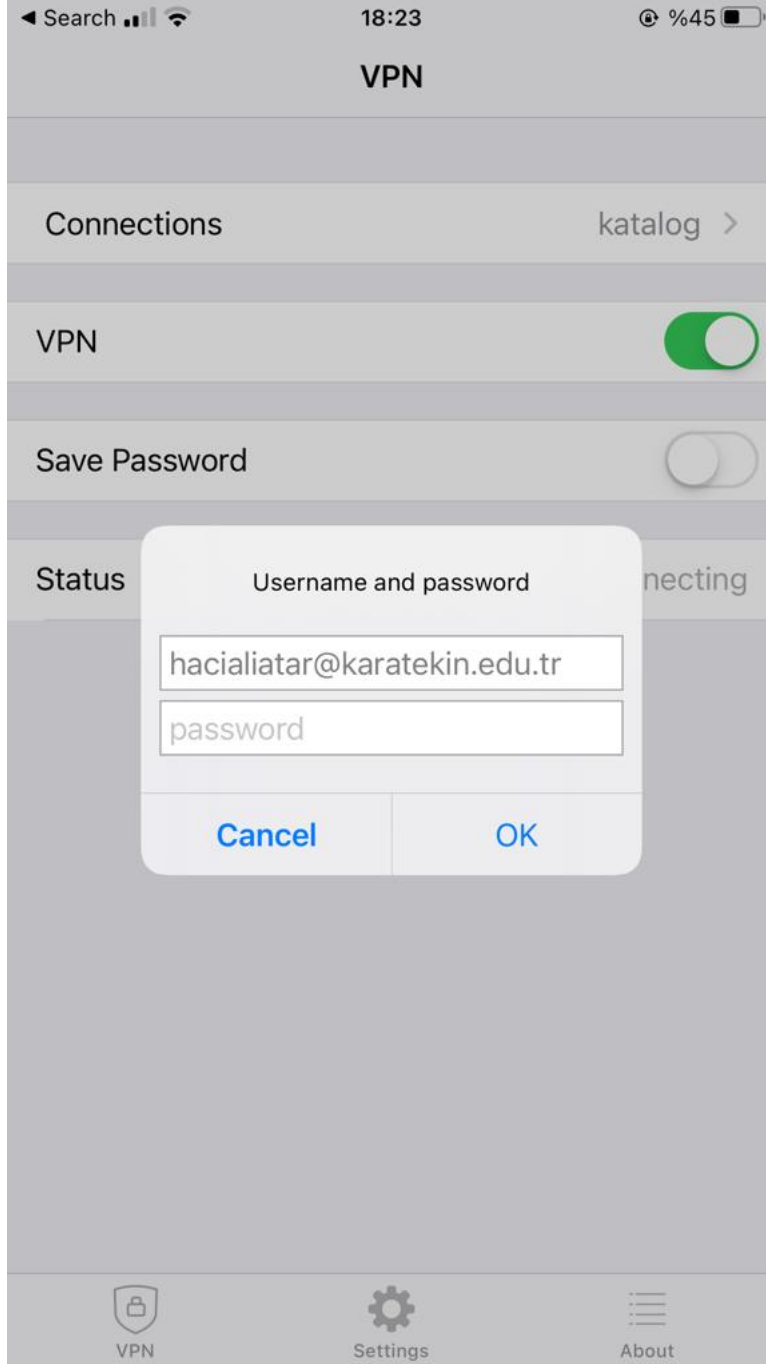 Search 18:23 %45
VPN
Connections katalog
VPN
Save Password
Status necting
Username and password
hacialiatar@karatekin.edu.tr
password
Cancel OK
VPN Settings About